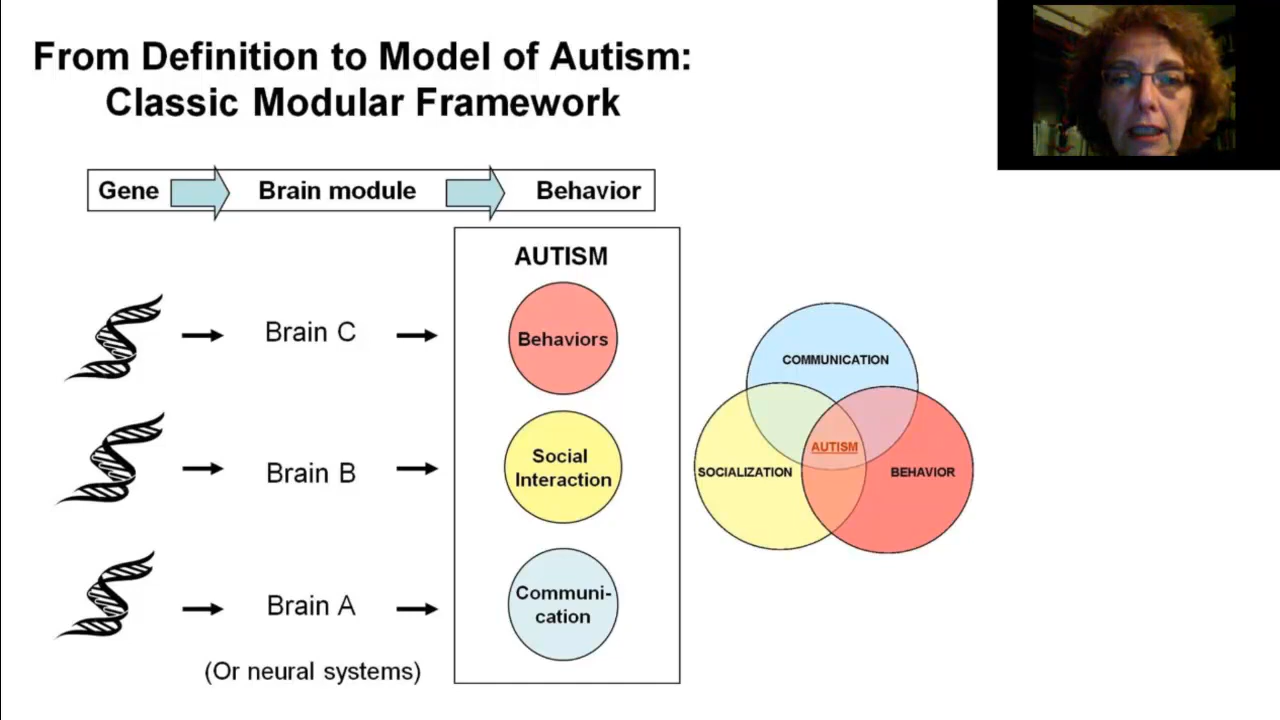 From Definition to Model of Autism:
Classic Modular Framework
Gene Brain module Behavior
AUTISM
Brain C
Behaviors
Brain B
Social
Interaction
Brain A
Communi-
cation
(Or neural systems)
COMMUNICATION
AUTISM
SOCIALIZATION
BEHAVIOR